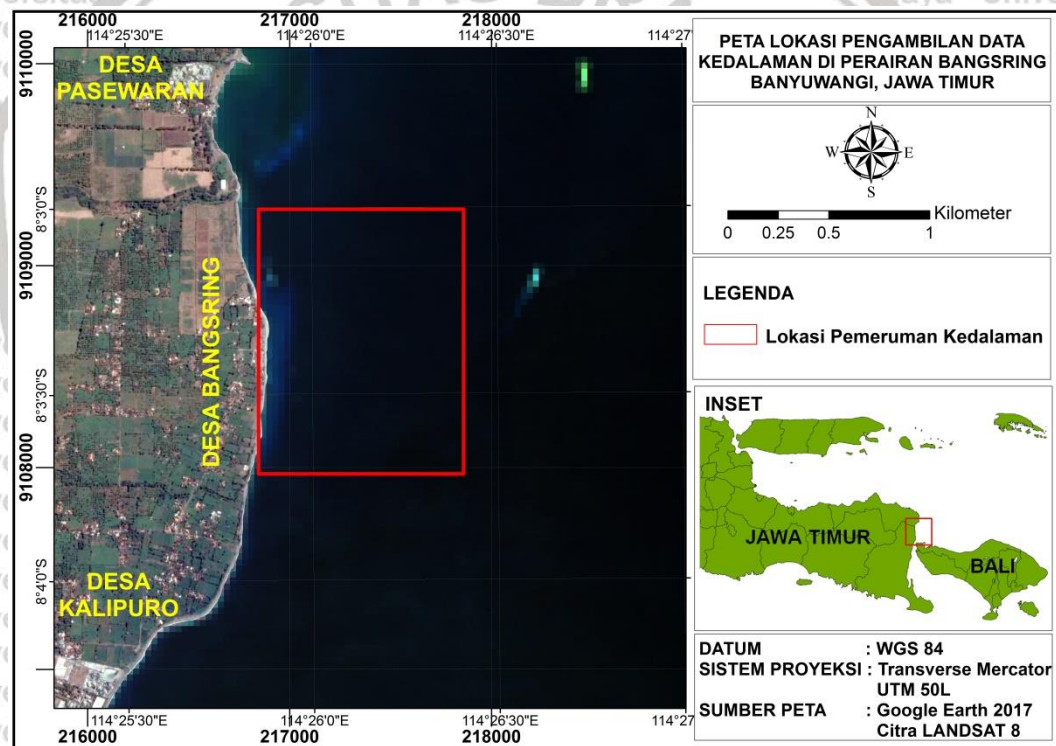 216000 217000 218000
114°25'30"E 114°26'0"E 114°26'30"E 114°27'
9110000
8°3'0"S
9109000
8°3'30"S
9108000
8°4'0"S
DESA
PASEWARAN
DESA BANGSRING
DESA
KALIPURO
114°25'30"E 114°26'0"E 114°26'30"E 114°27'
216000 217000 218000
PETA LOKASI PENGAMBILAN DATA
KEDALAMAN DI PERAIRAN BANGSRING
BANYUWANGI, JAWA TIMUR
N
W E
S
Kilometer
0 0.25 0.5 1
LEGENDA
Lokasi Pemeruman Kedalaman
INSET
JAWA TIMUR
BALI
DATUM : WGS 84
SISTEM PROYEKSI : Transverse Mercator
UTM 50L
SUMBER PETA : Google Earth 2017
Citra LANDSAT 8